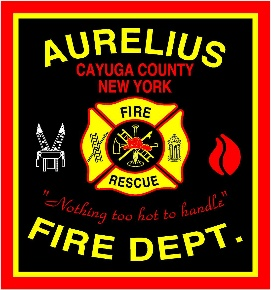 AURELIUS
CAYUGA COUNTY
NEW YORK
FIRE
RESCUE
"Nothing too hot to handle"
FIRE DEPT.